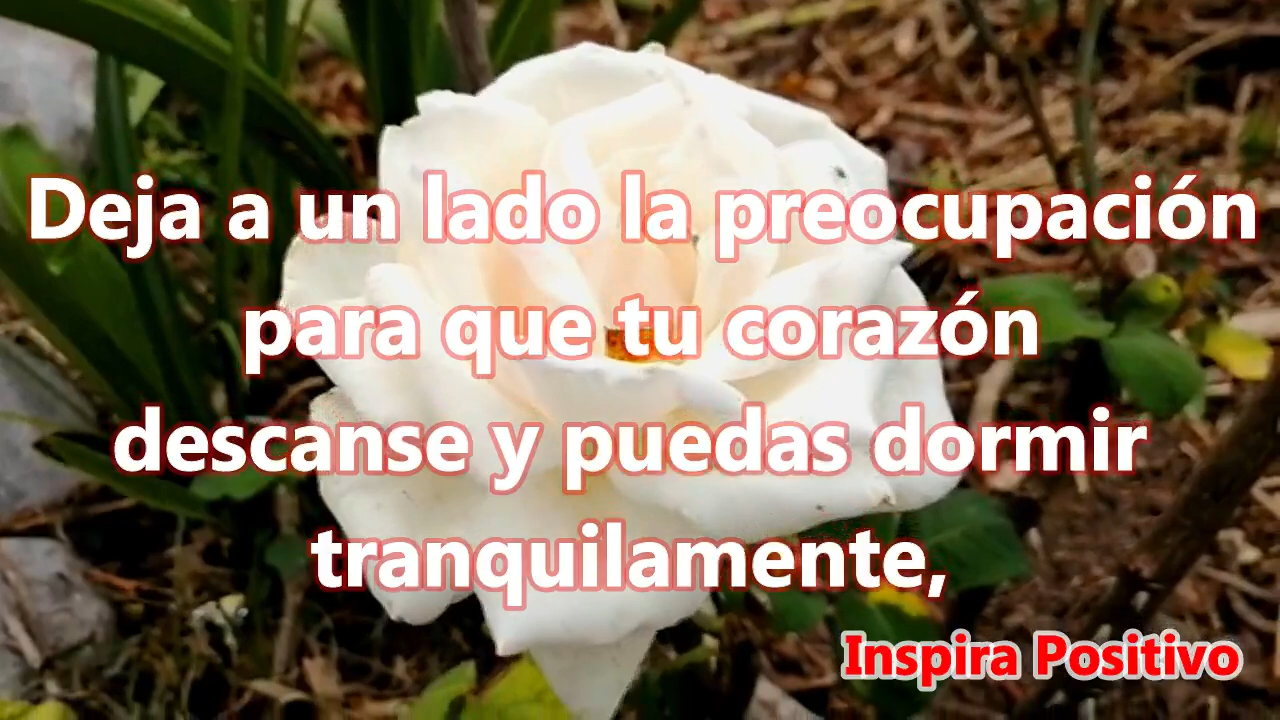 Deja a un lado la preocupación
para que tu corazón
descanse y puedas dormir
tranquilamente,
Inspira Positivo